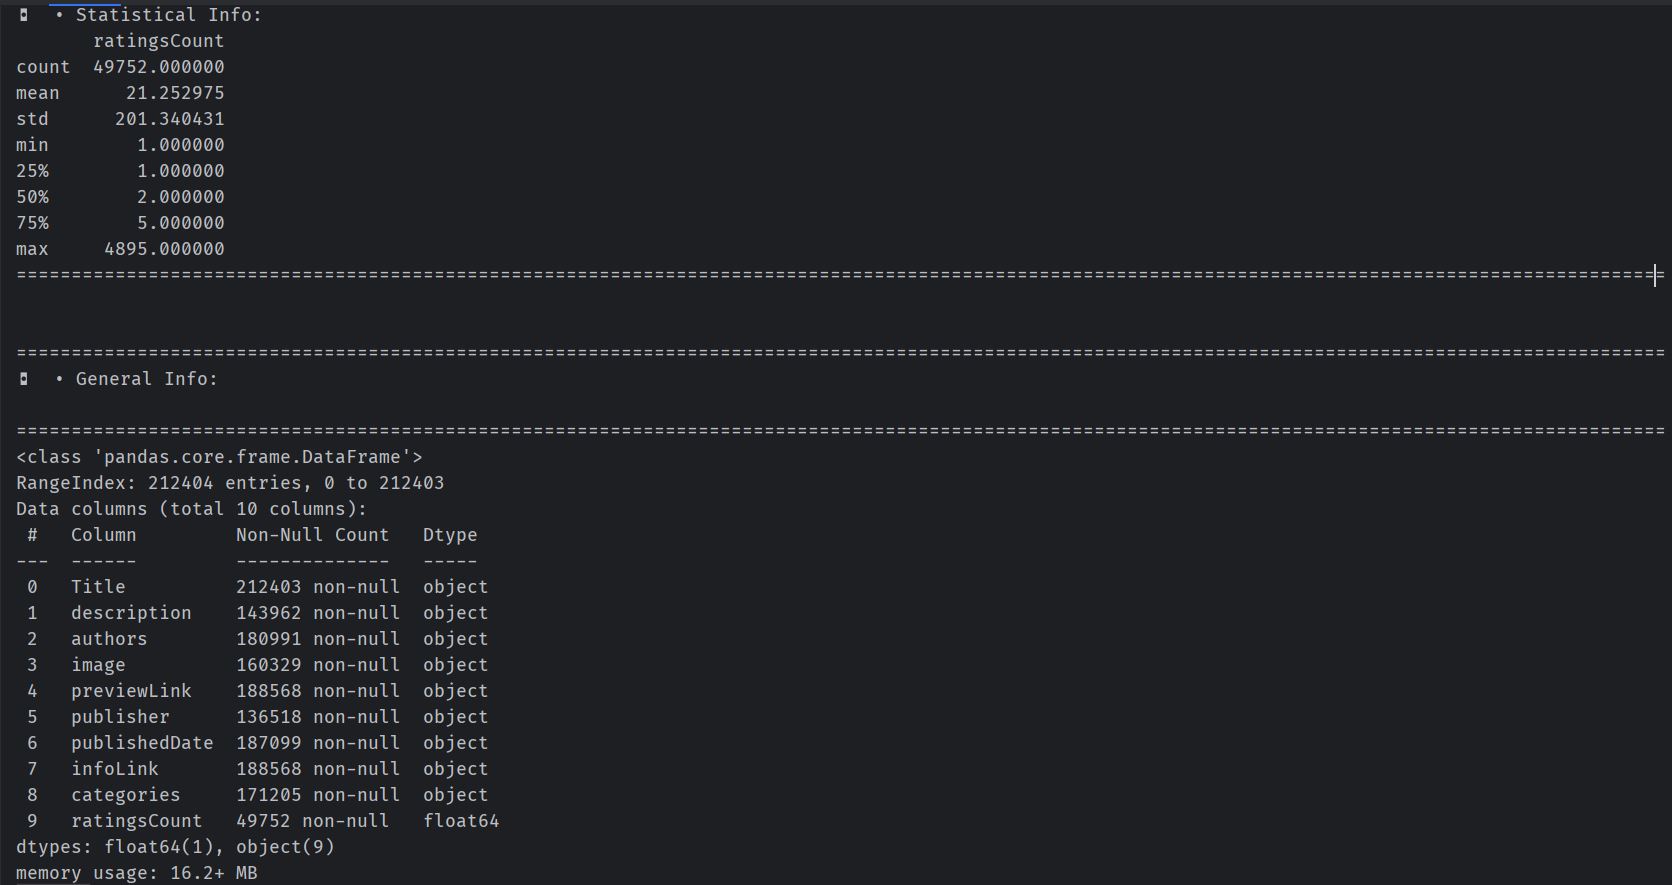 • Statistical Info:
ratingsCount
count 49752.000000
mean 21.252975
std 201.340431
min 1.000000
25% 1.000000
50% 2.000000
75% 5.000000
max 4895.000000
======================================================================================================================================================
======================================================================================================================================================
• General Info:
======================================================================================================================================================
<class 'pandas.core.frame.DataFrame'>
RangeIndex: 212404 entries, 0 to 212403
Data columns (total 10 columns):
# Column Non-Null Count Dtype
--- ------ -------------- -----
0 Title 212403 non-null object
1 description 143962 non-null object
2 authors 180991 non-null object
3 image 160329 non-null object
4 previewLink 188568 non-null object
5 publisher 136518 non-null object
6 publishedDate 187099 non-null object
7 infoLink 188568 non-null object
8 categories 171205 non-null object
9 ratingsCount 49752 non-null float64
dtypes: float64(1), object(9)
memory usage: 16.2+ MB